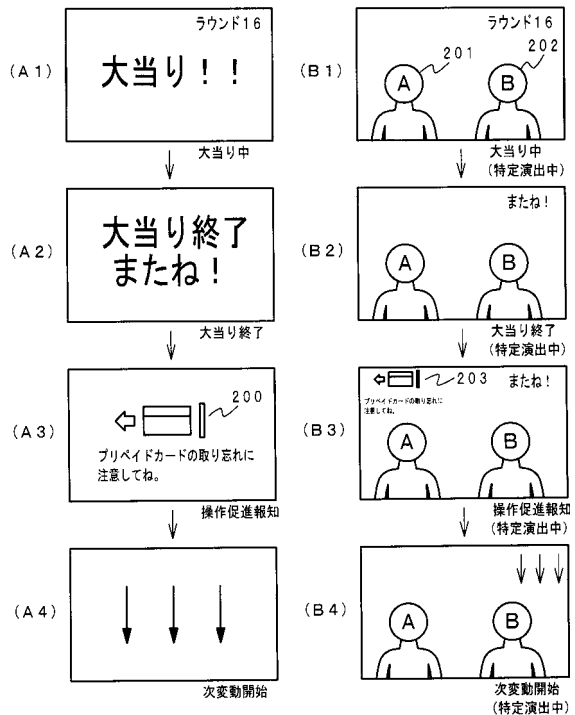 (A1)
ラウンド16
大当り！！
大当り中
(A2)
大当り終了
またね！
大当り終了
(A3)
200
プリペイドカードの取り忘れに
注意してね。
操作促進報知
(A4)
次変動開始
(B1)
ラウンド16
A
201
B
202
大当り中
(特定演出中)
(B2)
またね！
A
B
大当り終了
(特定演出中)
(B3)
203
またね！
プリペイドカードの取り忘れに
注意してね。
A
B
操作促進報知
(特定演出中)
(B4)
A
B
次変動開始
(特定演出中)